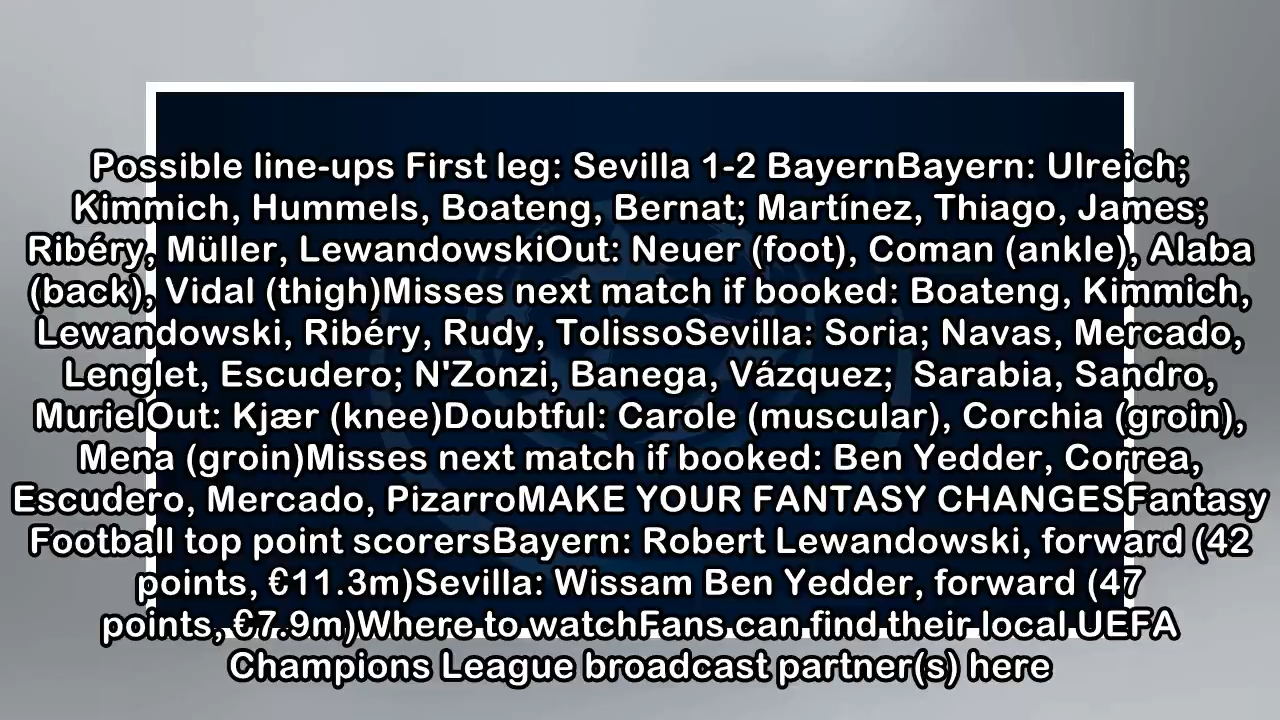 Possible line-ups First leg: Sevilla 1-2 BayernBayern: Ulreich;
Kimmich, Hummels, Boateng, Bernat; Martínez, Thiago, James;
Ribéry, Müller, LewandowskiOut: Neuer (foot), Coman (ankle), Alaba
(back), Vidal (thigh)Misses next match if booked: Boateng, Kimmich,
Lewandowski, Ribéry, Rudy, TolissoSevilla: Soria; Navas, Mercado,
Lenglet, Escudero; N'Zonzi, Banega, Vázquez;  Sarabia, Sandro,
MurielOut: Kjær (knee)Doubtful: Carole (muscular), Corchia (groin),
Mena (groin)Misses next match if booked: Ben Yedder, Correa,
Escudero, Mercado, PizarroMAKE YOUR FANTASY CHANGESFantasy
Football top point scorersBayern: Robert Lewandowski, forward (42
points, €11.3m)Sevilla: Wissam Ben Yedder, forward (47
points, €7.9m)Where to watchFans can find their local UEFA
Champions League broadcast partner(s) here